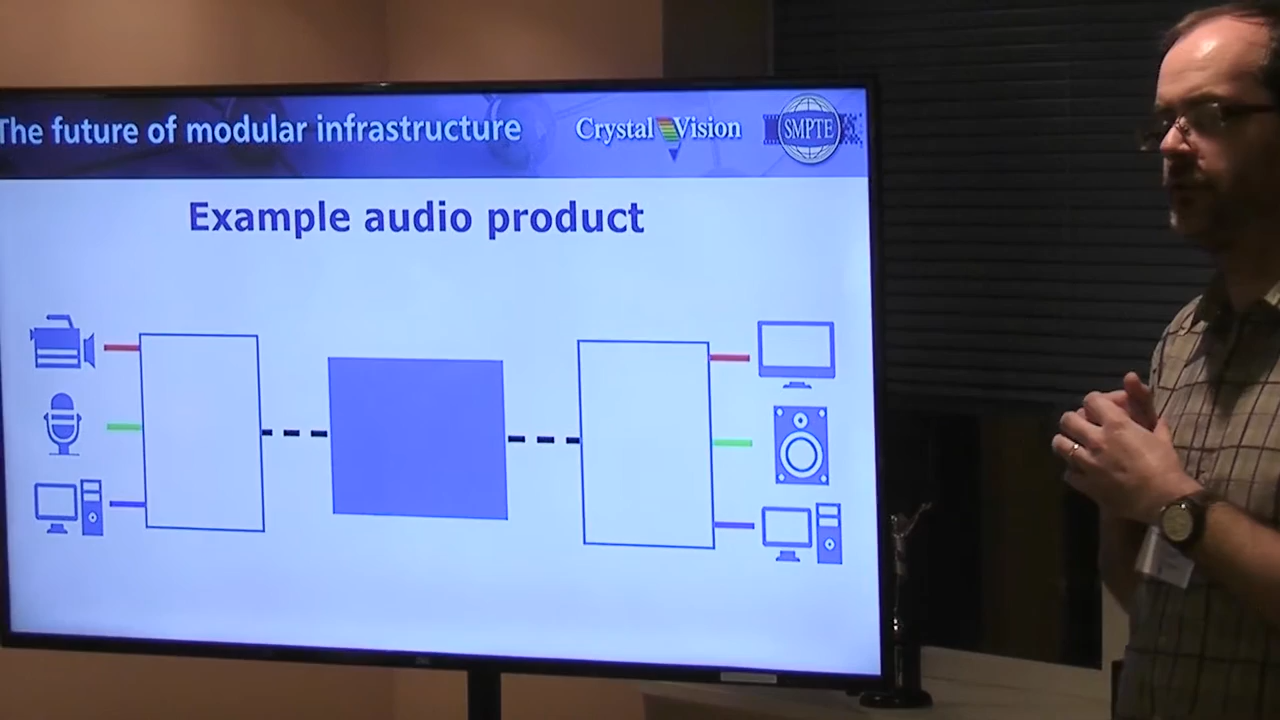 The future of modular infrastructure
Crystal Vision
SMPTE
Example audio product